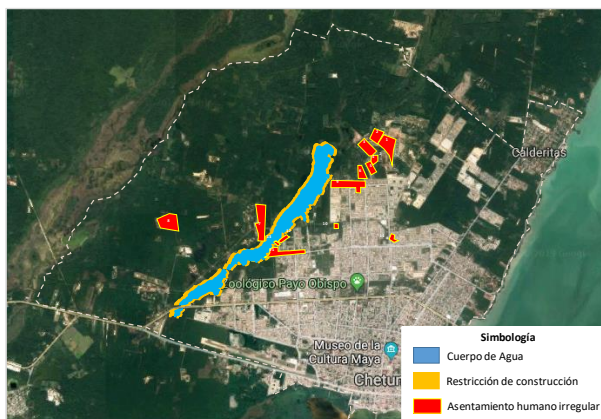 Calderitas
Zoológico Payo Obispo
Museo de la
Cultura Maya
Chetum
Simbología
Cuerpo de Agua
Restricción de construcción
Asentamiento humano irregular